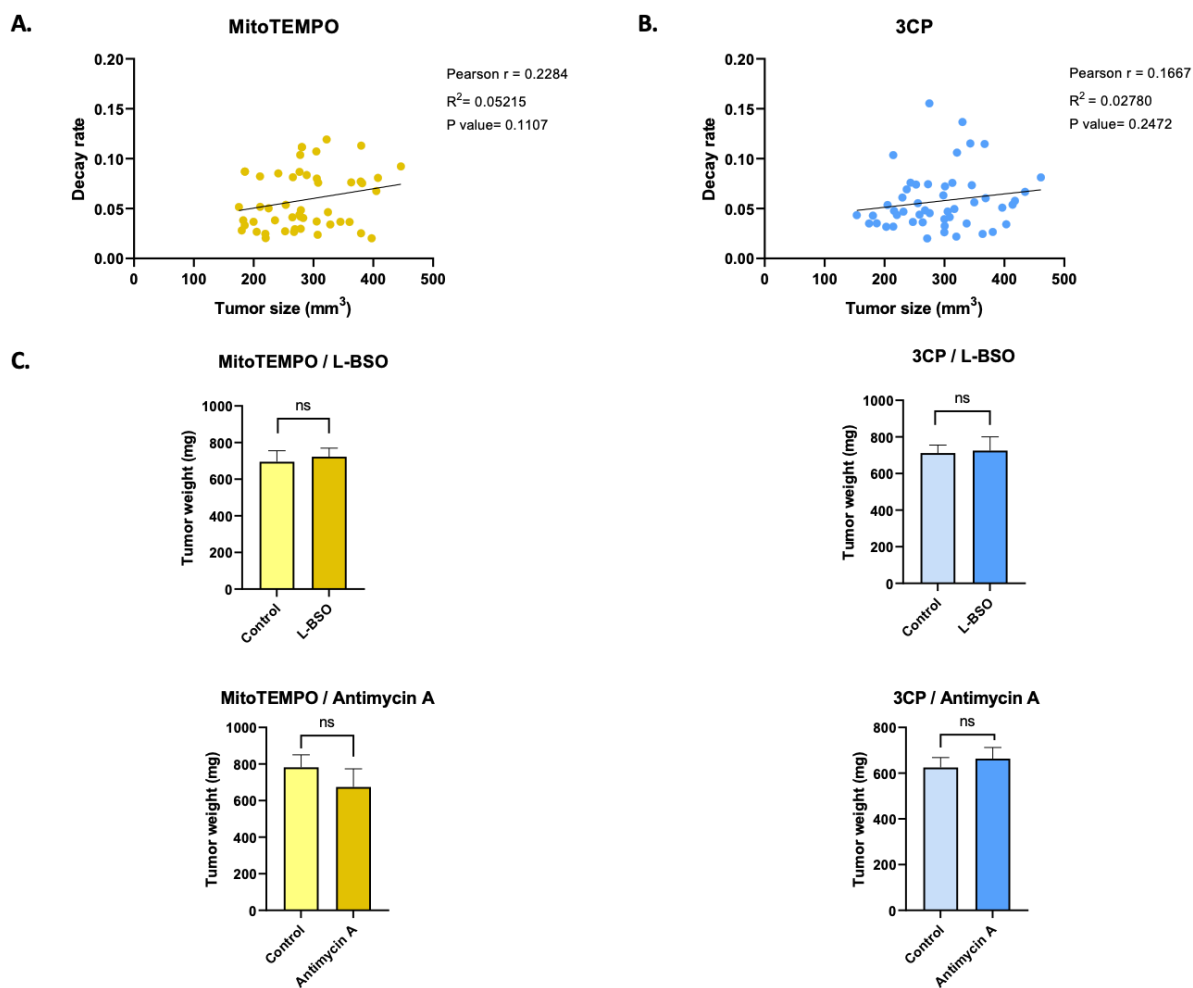 A.
MitoTEMPO
0.20
0.15
0.10
0.05
0.00
Decay rate
0 100 200 300 400 500
Tumor size (mm³)
Pearson r = 0.2284
R²= 0.05215
P value= 0.1107
B.
3CP
0.20
0.15
0.10
0.05
0.00
Decay rate
0 100 200 300 400 500
Tumor size (mm³)
Pearson r = 0.1667
R² = 0.02780
P value= 0.2472
C.
MitoTEMPO / L-BSO
ns
1000
800
600
400
200
0
Tumor weight (mg)
Control
L-BSO
3CP / L-BSO
ns
1000
800
600
400
200
0
Tumor weight (mg)
Control
L-BSO
MitoTEMPO / Antimycin A
ns
1000
800
600
400
200
0
Tumor weight (mg)
Control
Antimycin A
3CP / Antimycin A
ns
800
600
400
200
0
Tumor weight (mg)
Control
Antimycin A